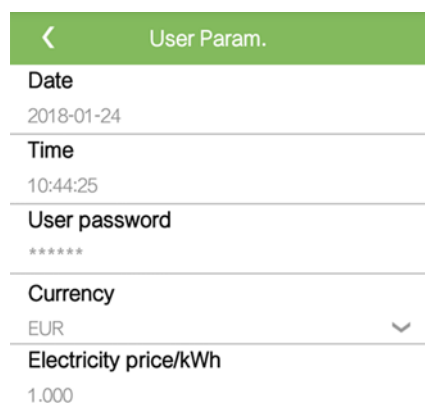 User Param.
Date
2018-01-24
Time
10:44:25
User password
******
Currency
EUR
Electricity price/kWh
1.000